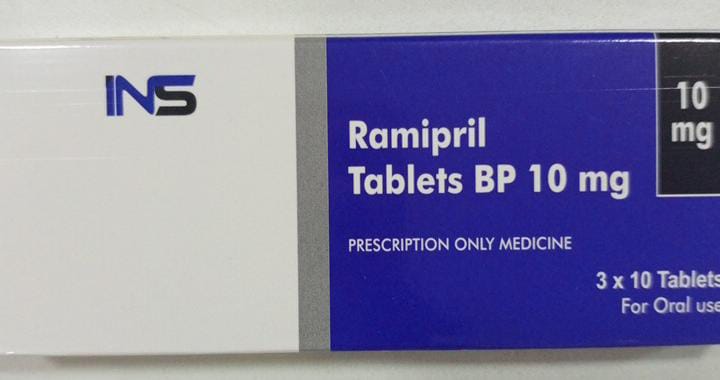 INS
10
mg
Ramipril
Tablets BP 10 mg
PRESCRIPTION ONLY MEDICINE
3 x 10 Tablets
For Oral use